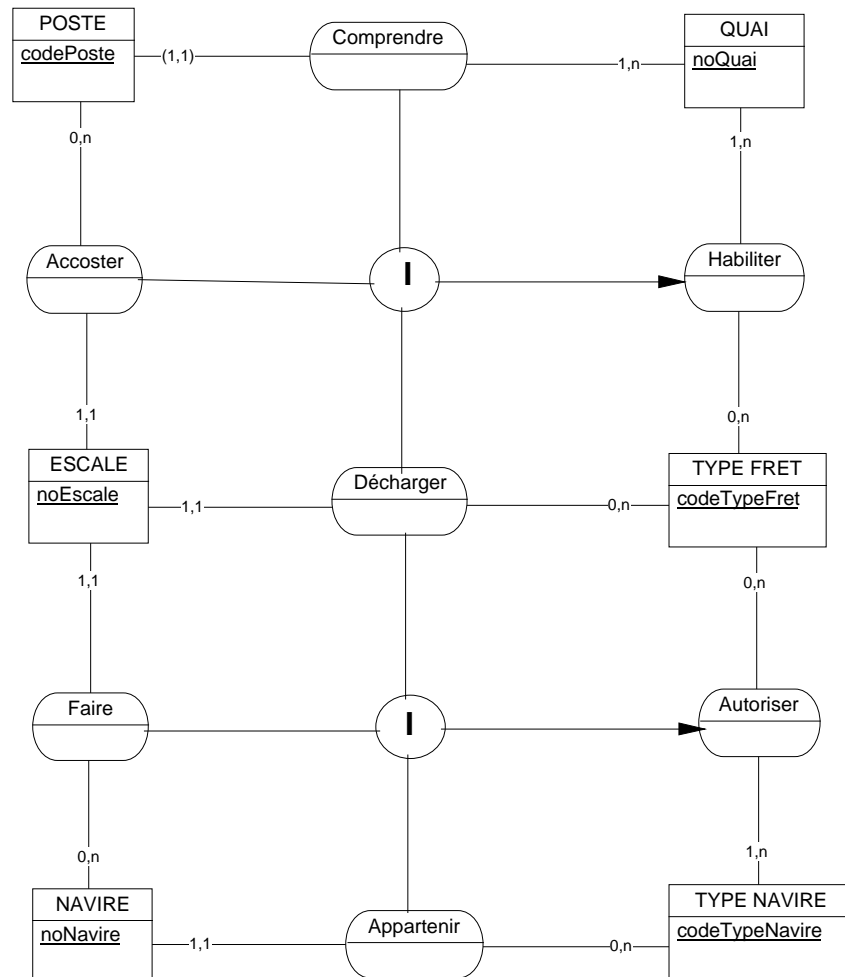 POSTE
codePoste
(1,1)
Comprendre
1,n
QUAI
noQuai
0,n
1,n
Accoster
I
Habiliter
1,1
0,n
ESCALE
noEscale
1,1
Décharger
0,n
TYPE FRET
codeTypeFret
1,1
0,n
Faire
I
Autoriser
0,n
1,n
NAVIRE
noNavire
1,1
Appartenir
0,n
TYPE NAVIRE
codeTypeNavire